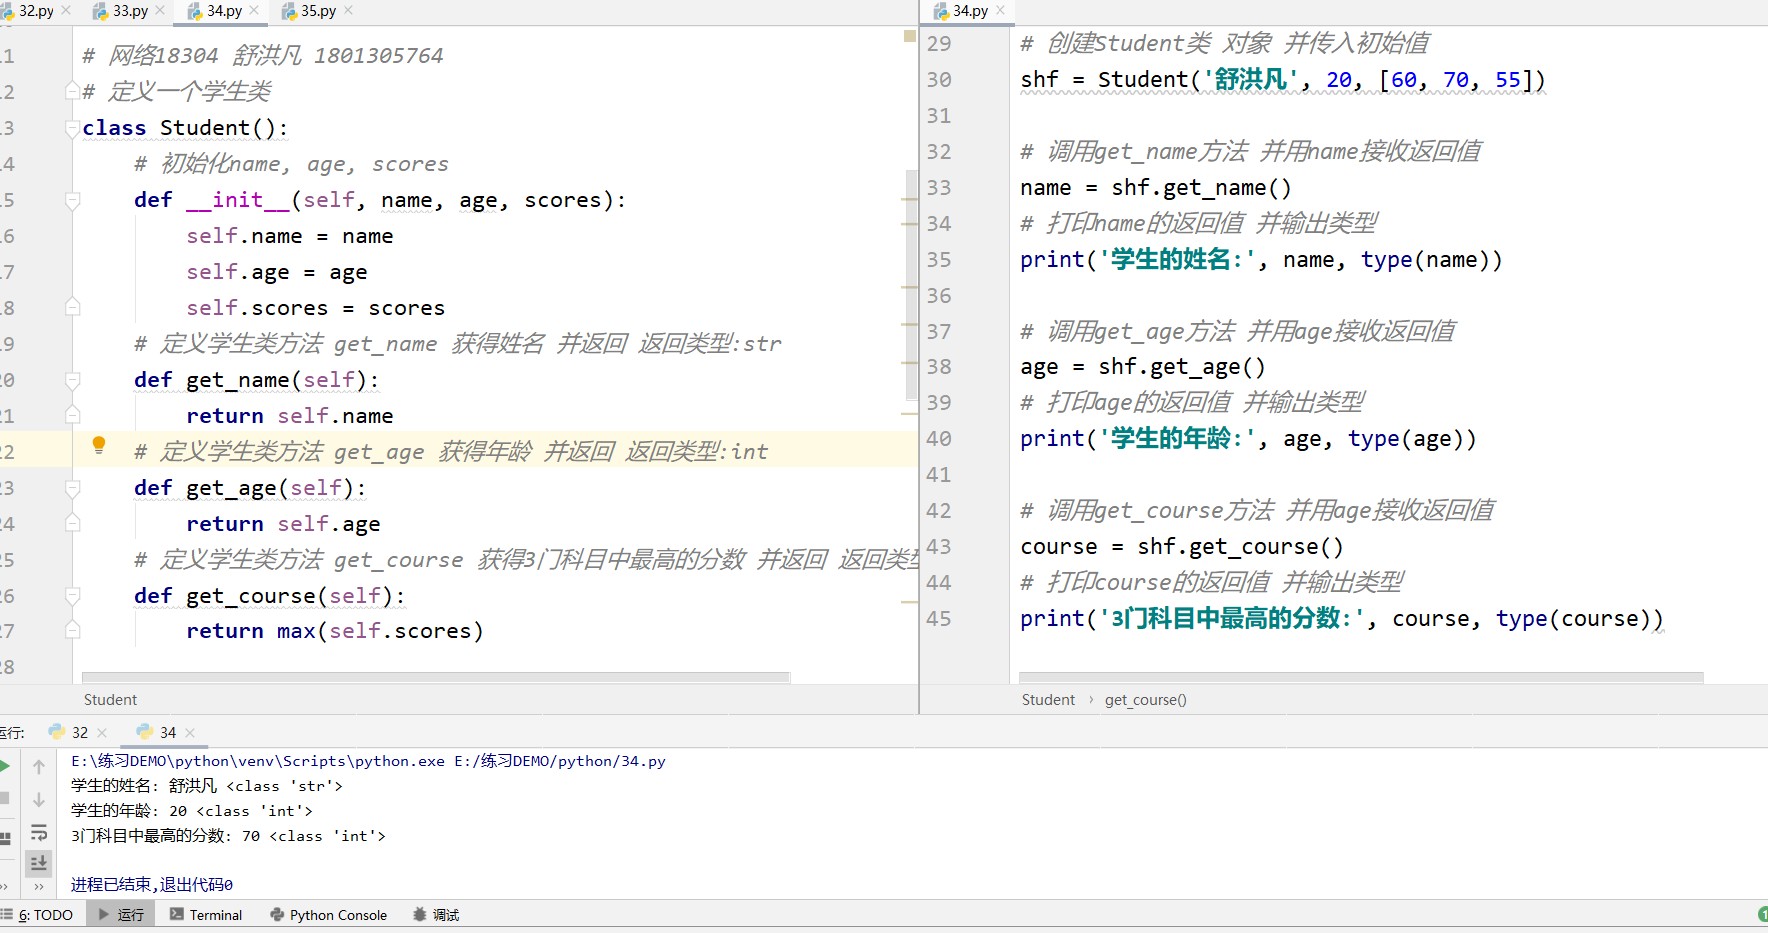 32.py 33.py 34.py 35.py
34.py
11 # 网络18304 舒洪凡 1801305764
12 # 定义一个学生类
13 class Student():
14 # 初始化name, age, scores
15 def __init__(self, name, age, scores):
16 self.name = name
17 self.age = age
18 self.scores = scores
19 # 定义学生类方法 get_name 获得姓名 并返回 返回类型:str
20 def get_name(self):
21 return self.name
22 # 定义学生类方法 get_age 获得年龄 并返回 返回类型:int
23 def get_age(self):
24 return self.age
25 # 定义学生类方法 get_course 获得3门科目中最高的分数 并返回 返回类型
26 def get_course(self):
27 return max(self.scores)
28
Student
29 # 创建Student类 对象 并传入初始值
30 shf = Student('舒洪凡', 20, [60, 70, 55])
31
32 # 调用get_name方法 并用name接收返回值
33 name = shf.get_name()
34 # 打印name的返回值 并输出类型
35 print('学生的姓名:', name, type(name))
36
37 # 调用get_age方法 并用age接收返回值
38 age = shf.get_age()
39 # 打印age的返回值 并输出类型
40 print('学生的年龄:', age, type(age))
41
42 # 调用get_course方法 并用age接收返回值
43 course = shf.get_course()
44 # 打印course的返回值 并输出类型
45 print('3门科目中最高的分数:', course, type(course))
Student › get_course()
运行: 32 34
E:\练习DEMO\python\venv\Scripts\python.exe E:/练习DEMO/python/34.py
学生的姓名: 舒洪凡 <class 'str'>
学生的年龄: 20 <class 'int'>
3门科目中最高的分数: 70 <class 'int'>
进程已结束,退出代码0
6: TODO 运行 Terminal Python Console 调试 1